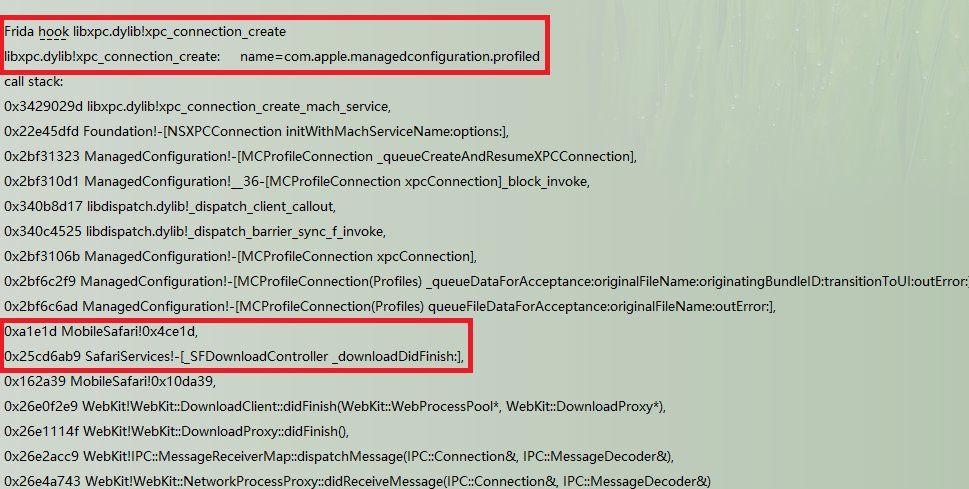 Frida hook libxpc.dylib!xpc_connection_create
libxpc.dylib!xpc_connection_create: name=com.apple.managedconfiguration.profiled
call stack:
0x3429029d libxpc.dylib!xpc_connection_create_mach_service,
0x22e45dfd Foundation!-[NSXPCConnection initWithMachServiceName:options:],
0x2bf31323 ManagedConfiguration!-[MCProfileConnection _queueCreateAndResumeXPCConnection],
0x2bf310d1 ManagedConfiguration!__36-[MCProfileConnection xpcConnection]_block_invoke,
0x340b8d17 libdispatch.dylib!_dispatch_client_callout,
0x340c4525 libdispatch.dylib!_dispatch_barrier_sync_f_invoke,
0x2bf3106b ManagedConfiguration!-[MCProfileConnection xpcConnection],
0x2bf6c2f9 ManagedConfiguration!-[MCProfileConnection(Profiles) _queueDataForAcceptance:originalFileName:originatingBundleID:transitionToUI:outError:]
0x2bf6c6ad ManagedConfiguration!-[MCProfileConnection(Profiles) queueFileDataForAcceptance:originalFileName:outError:],
0xa1e1d MobileSafari!0x4ce1d,
0x25cd6ab9 SafariServices!-[_SFDownloadController _downloadDidFinish:],
0x162a39 MobileSafari!0x10da39,
0x26e0f2e9 WebKit!WebKit::DownloadClient::didFinish(WebKit::WebProcessPool*, WebKit::DownloadProxy*),
0x26e1114f WebKit!WebKit::DownloadProxy::didFinish(),
0x26e2acc9 WebKit!IPC::MessageReceiverMap::dispatchMessage(IPC::Connection&, IPC::MessageDecoder&),
0x26e4a743 WebKit!WebKit::NetworkProcessProxy::didReceiveMessage(IPC::Connection&, IPC::MessageDecoder&)